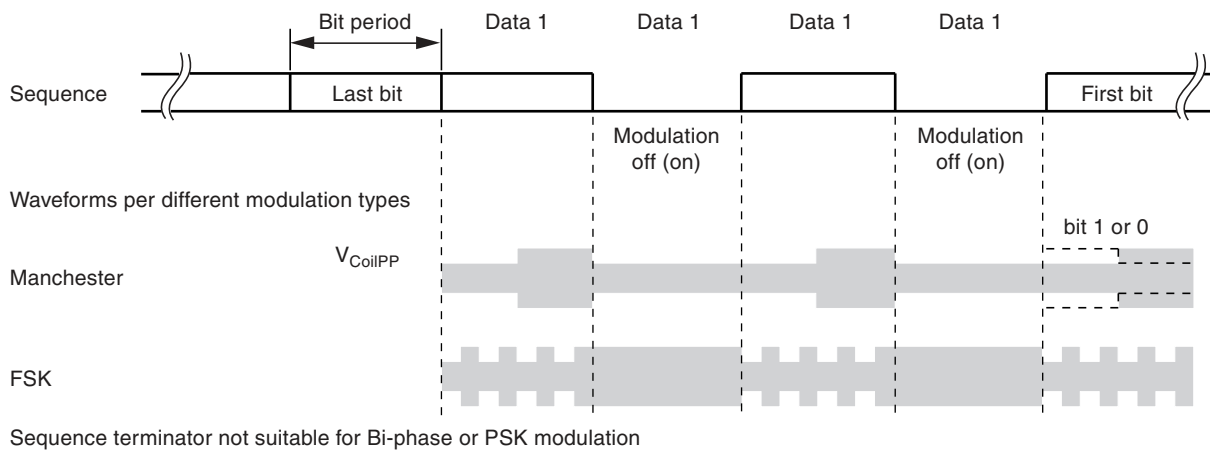 Bit period Data 1 Data 1 Data 1 Data 1
Sequence Last bit First bit
Modulation off (on) Modulation off (on)
Waveforms per different modulation types
bit 1 or 0
VCoilPP
Manchester
FSK
Sequence terminator not suitable for Bi-phase or PSK modulation